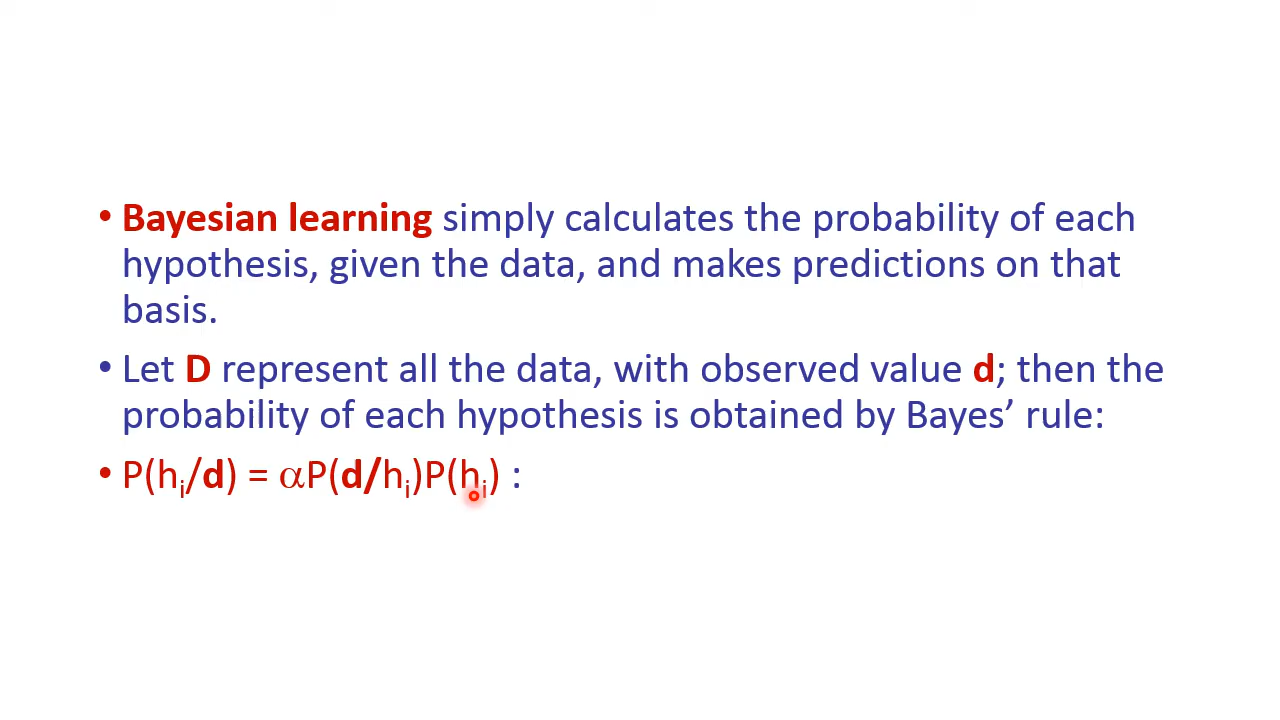 • Bayesian learning simply calculates the probability of each
hypothesis, given the data, and makes predictions on that
basis.
• Let D represent all the data, with observed value d; then the
probability of each hypothesis is obtained by Bayes’ rule:
• P(hᵢ/d) = αP(d/hᵢ)P(hᵢ) :